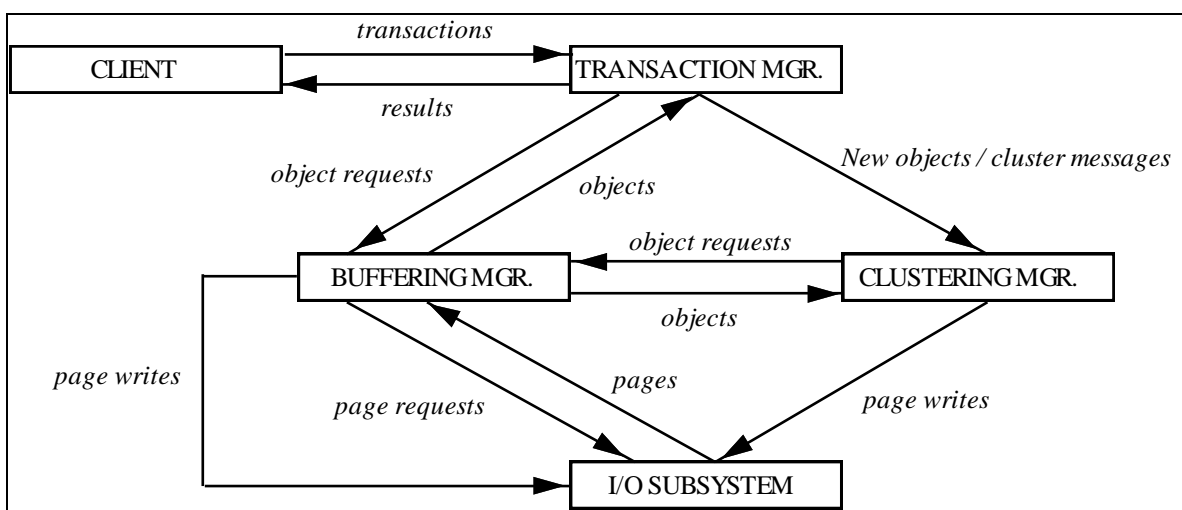 transactions
CLIENT
TRANSACTION MGR.
results
New objects / cluster messages
object requests
objects
object requests
BUFFERING MGR.
CLUSTERING MGR.
objects
page writes
pages
page requests
page writes
I/O SUBSYSTEM